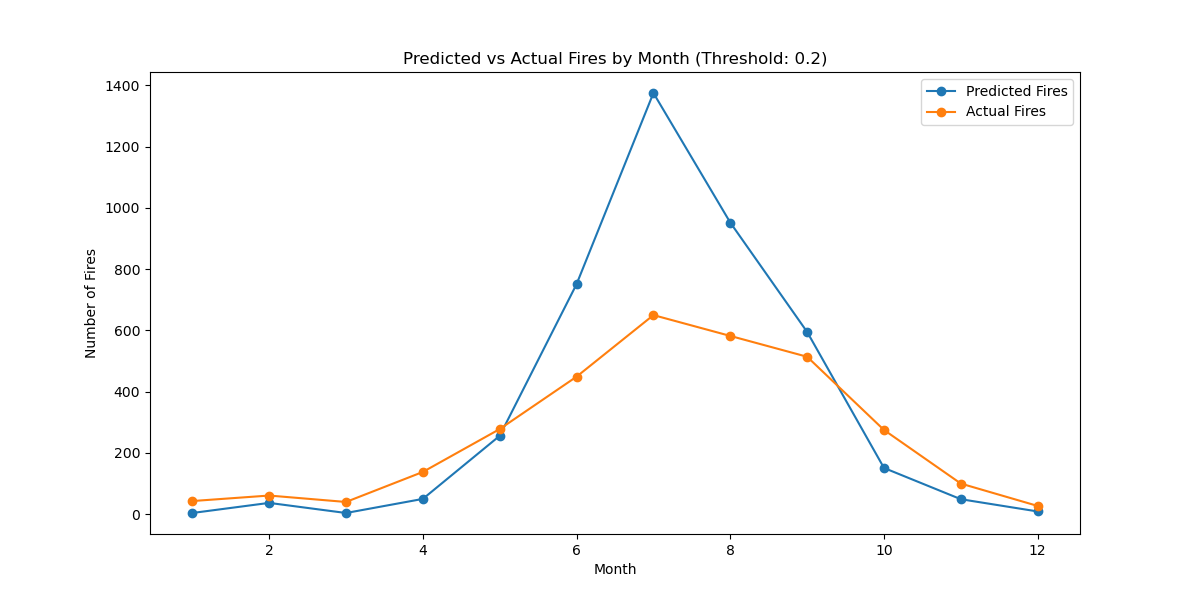 Predicted vs Actual Fires by Month (Threshold: 0.2)
Predicted Fires
Actual Fires
1400
1200
1000
800
600
400
200
0
Number of Fires
2 4 6 8 10 12
Month